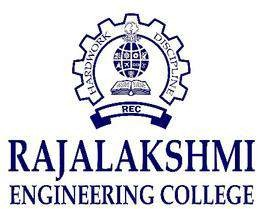 HARDWORK DISCIPLINE
REC
RAJALAKSHMI
ENGINEERING COLLEGE